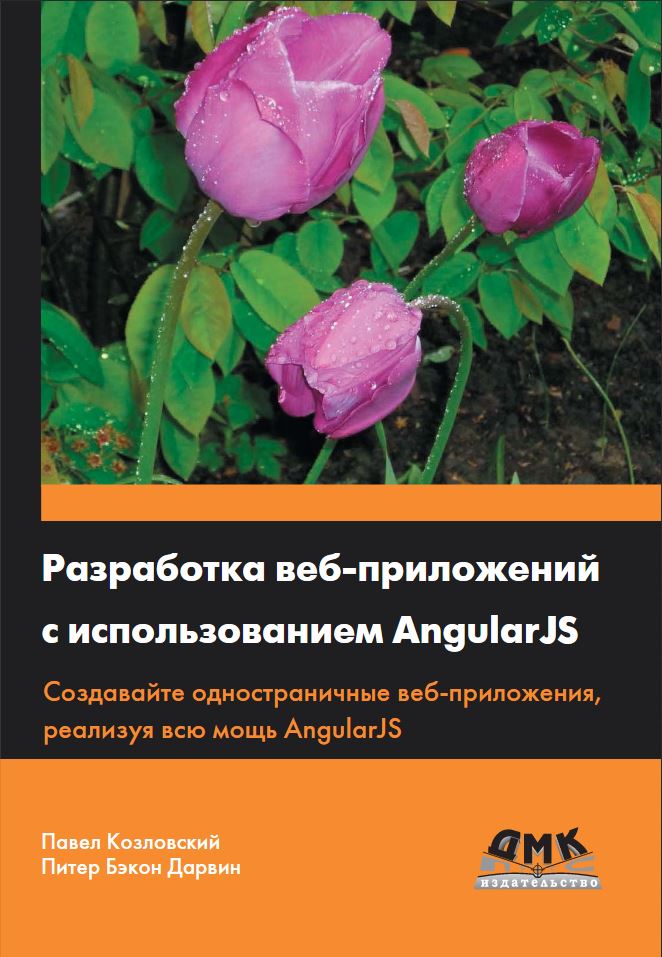 Разработка веб-приложений
с использованием AngularJS
Создавайте одностраничные веб-приложения,
реализуя всю мощь AngularJS
Павел Козловский
Питер Бэкон Дарвин
ДМК
издательство